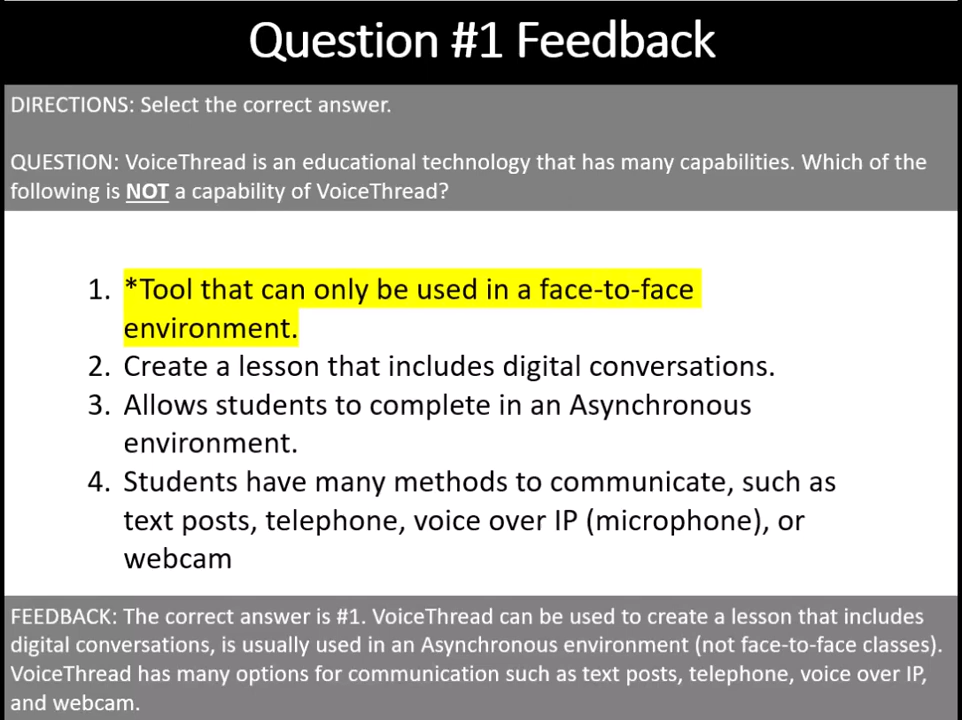 Question #1 Feedback
DIRECTIONS: Select the correct answer.
QUESTION: VoiceThread is an educational technology that has many capabilities. Which of the
following is NOT a capability of VoiceThread?
1. *Tool that can only be used in a face-to-face
environment.
2. Create a lesson that includes digital conversations.
3. Allows students to complete in an Asynchronous
environment.
4. Students have many methods to communicate, such as
text posts, telephone, voice over IP (microphone), or
webcam
FEEDBACK: The correct answer is #1. VoiceThread can be used to create a lesson that includes
digital conversations, is usually used in an Asynchronous environment (not face-to-face classes).
VoiceThread has many options for communication such as text posts, telephone, voice over IP,
and webcam.